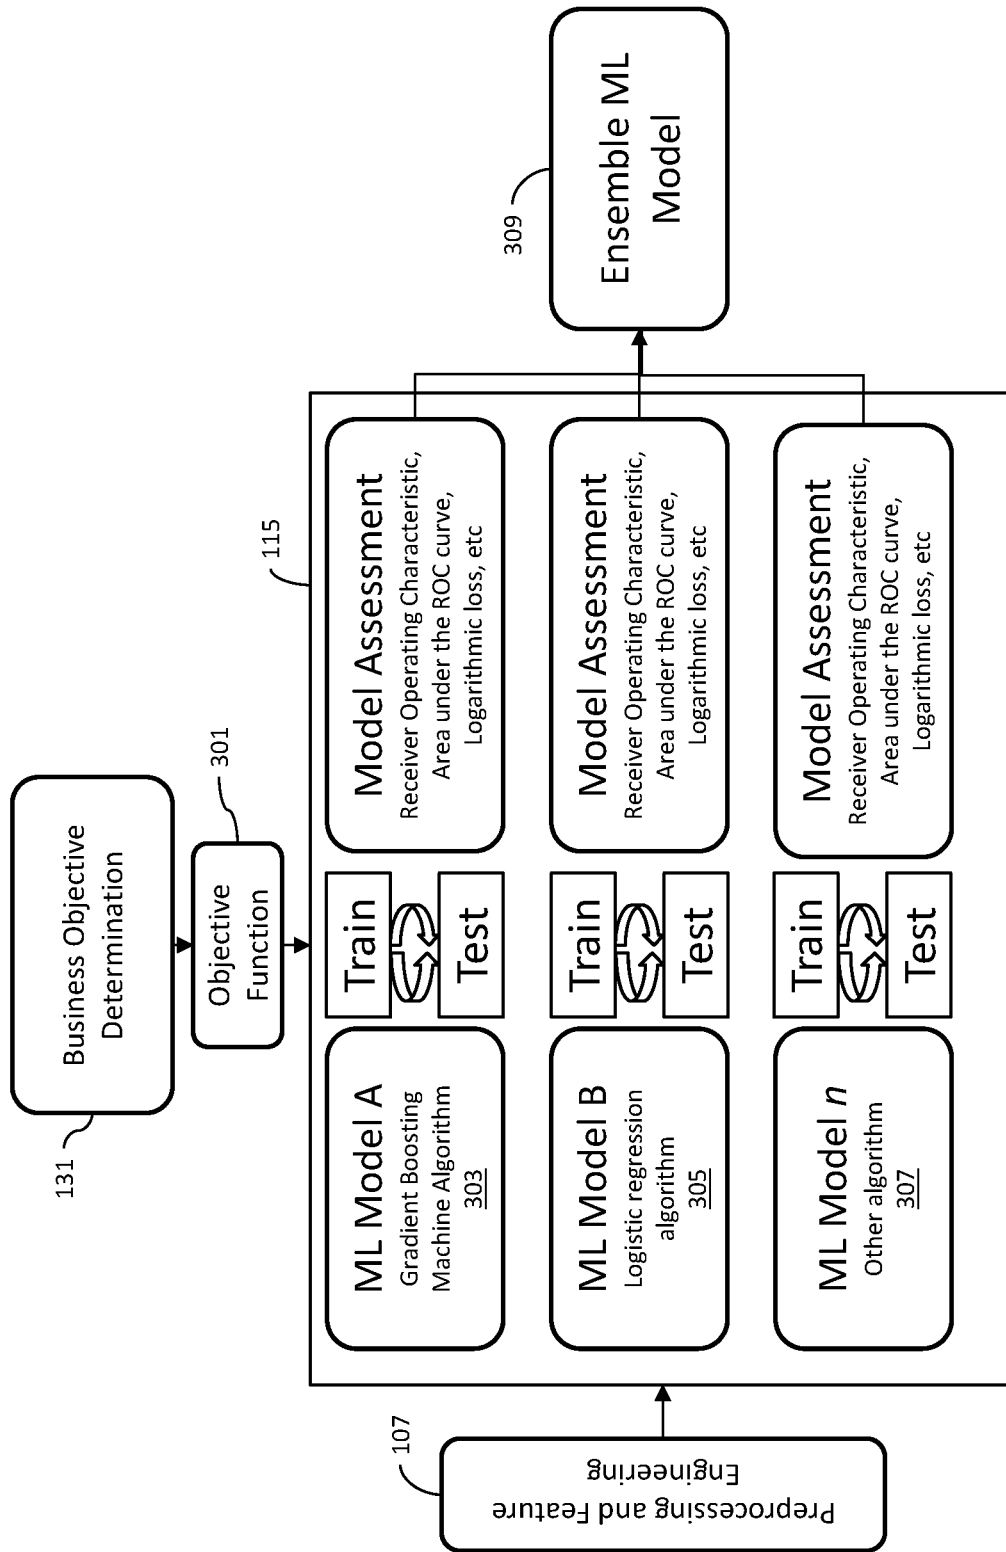 131
Business Objective
Determination
301
Objective
Function
115
107
Preprocessing and Feature
Engineering
ML Model A
Gradient Boosting
Machine Algorithm
303
Train
Test
Model Assessment
Receiver Operating Characteristic,
Area under the ROC curve,
Logarithmic loss, etc
ML Model B
Logistic regression
algorithm
305
Train
Test
Model Assessment
Receiver Operating Characteristic,
Area under the ROC curve,
Logarithmic loss, etc
ML Model n
Other algorithm
307
Train
Test
Model Assessment
Receiver Operating Characteristic,
Area under the ROC curve,
Logarithmic loss, etc
309
Ensemble ML
Model